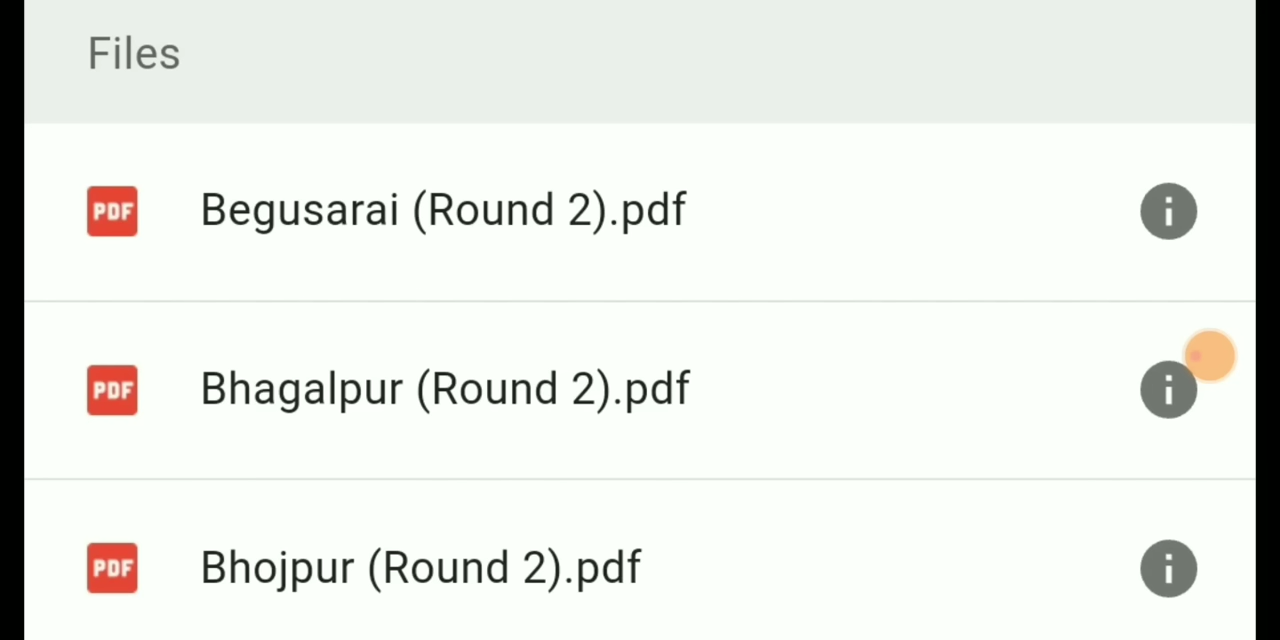 Files
PDF Begusarai (Round 2).pdf i
PDF Bhagalpur (Round 2).pdf i
PDF Bhojpur (Round 2).pdf i